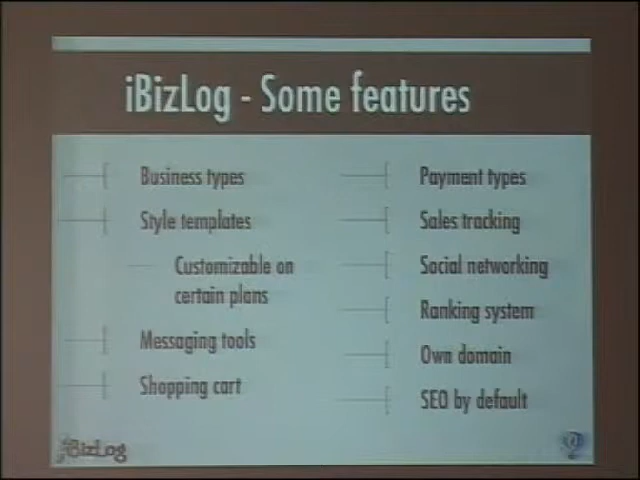 iBizLog - Some features
Business types
Style templates
Customizable on
certain plans
Messaging tools
Shopping cart
Payment types
Sales tracking
Social networking
Ranking system
Own domain
SEO by default
iBizLog